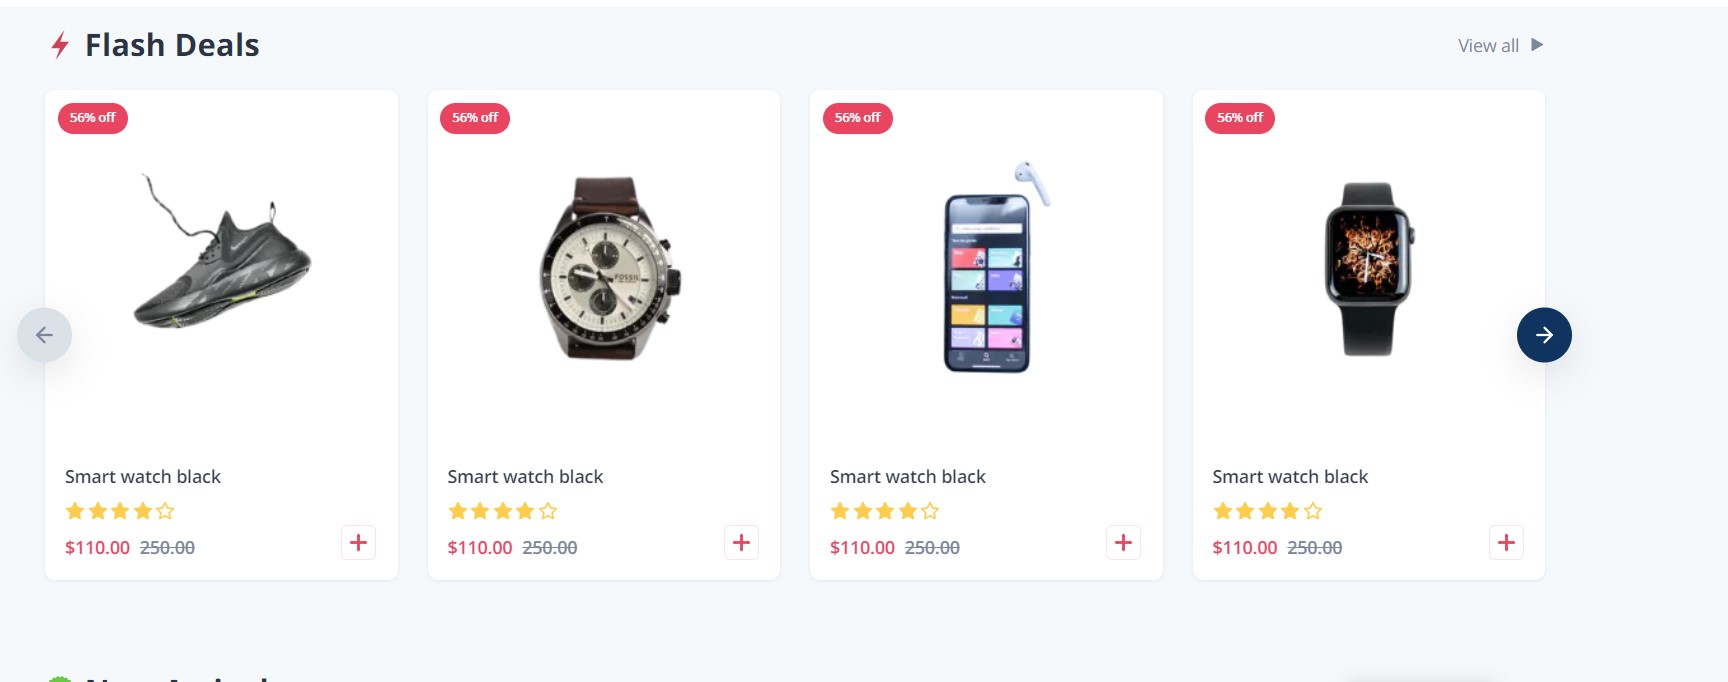 Flash Deals
View all
56% off
56% off
56% off
56% off
FOSSIL
Smart watch black
Smart watch black
Smart watch black
Smart watch black
$110.00 250.00
$110.00 250.00
$110.00 250.00
$110.00 250.00